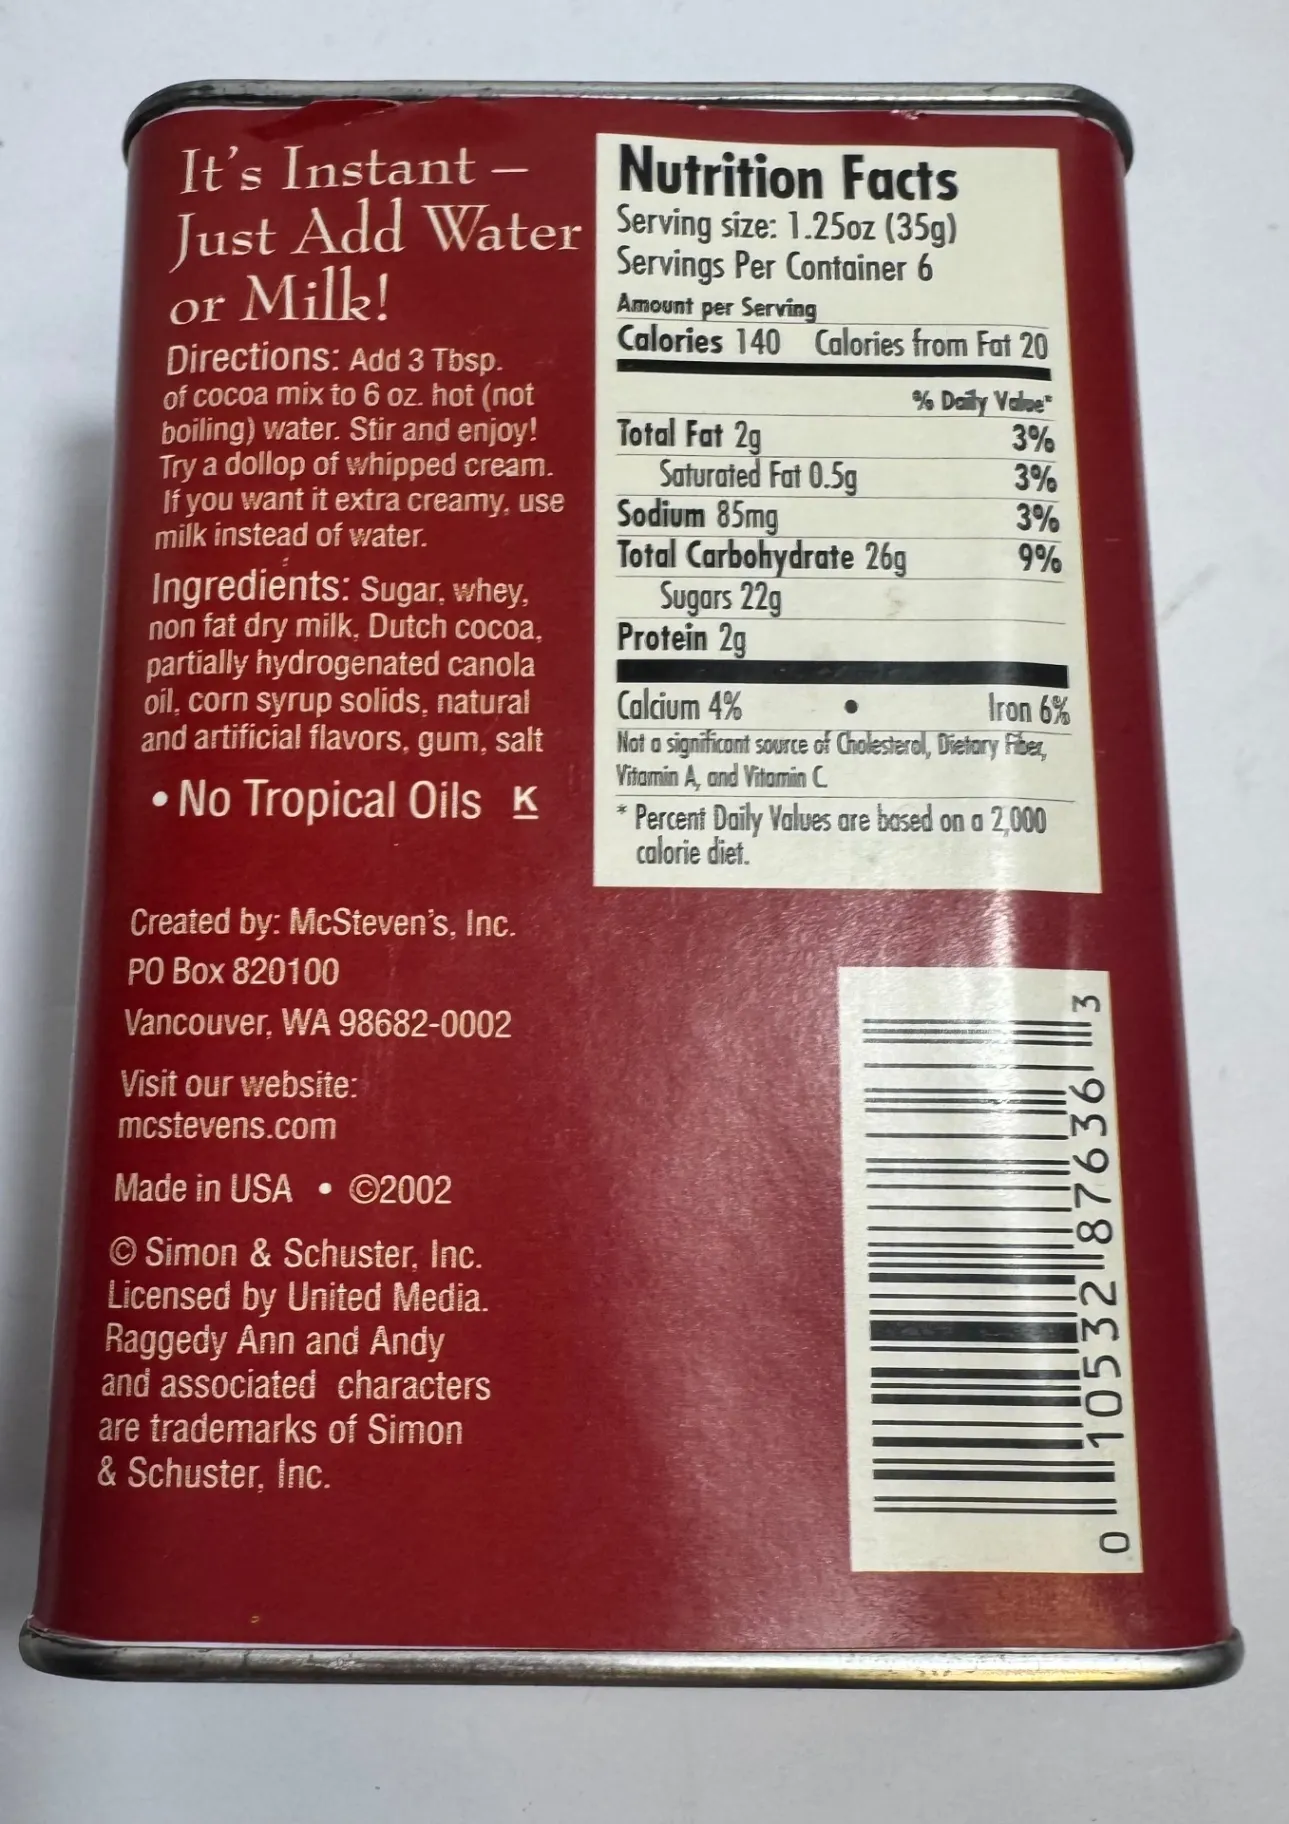 It's Instant –
Just Add Water
or Milk!
Directions: Add 3 Tbsp.
of cocoa mix to 6 oz. hot (not
boiling) water. Stir and enjoy!
Try a dollop of whipped cream.
If you want it extra creamy, use
milk instead of water.
Ingredients: Sugar, whey,
non fat dry milk, Dutch cocoa,
partially hydrogenated canola
oil, corn syrup solids, natural
and artificial flavors, gum, salt
• No Tropical Oils K
Created by: McSteven's, Inc.
PO Box 820100
Vancouver, WA 98682-0002
Visit our website:
mcstevens.com
Made in USA • ©2002
© Simon & Schuster, Inc.
Licensed by United Media.
Raggedy Ann and Andy
and associated characters
are trademarks of Simon
& Schuster, Inc.
Nutrition Facts
Serving size: 1.25oz (35g)
Servings Per Container 6
Amount per Serving
Calories 140 Calories from Fat 20
% Daily Value*
Total Fat 2g 3%
Saturated Fat 0.5g 3%
Sodium 85mg 3%
Total Carbohydrate 26g 9%
Sugars 22g
Protein 2g
Calcium 4% • Iron 6%
Not a significant source of Cholesterol, Dietary Fiber,
Vitamin A, and Vitamin C
* Percent Daily Values are based on a 2,000
calorie diet.
0 10532 87636 3